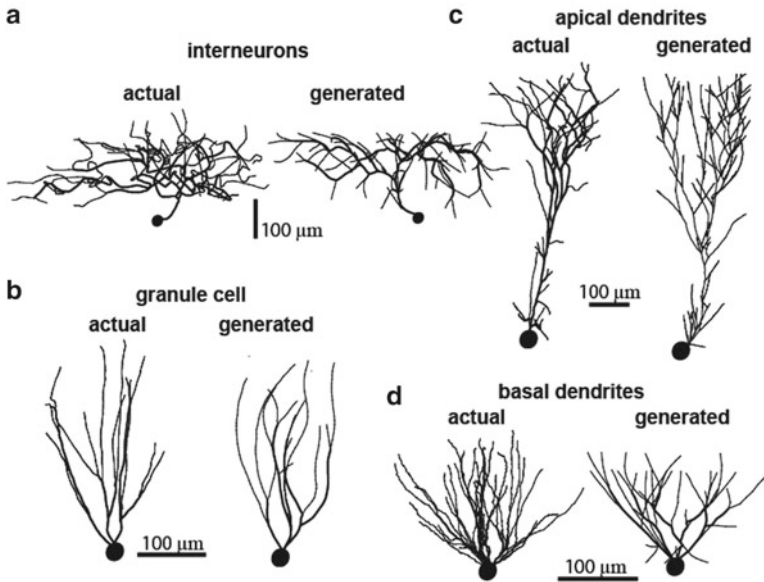 a
interneurons
actual generated
100 µm
b
granule cell
actual generated
100 µm
c
apical dendrites
actual generated
100 µm
d
basal dendrites
actual generated
100 µm